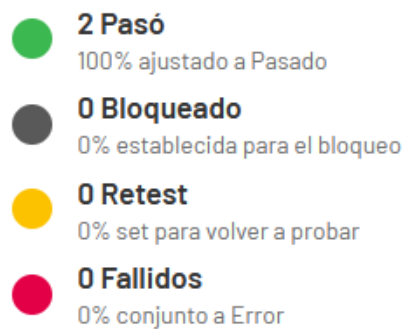 2 Pasó
100% ajustado a Pasado
0 Bloqueado
0% establecida para el bloqueo
0 Retest
0% set para volver a probar
0 Fallidos
0% conjunto a Error